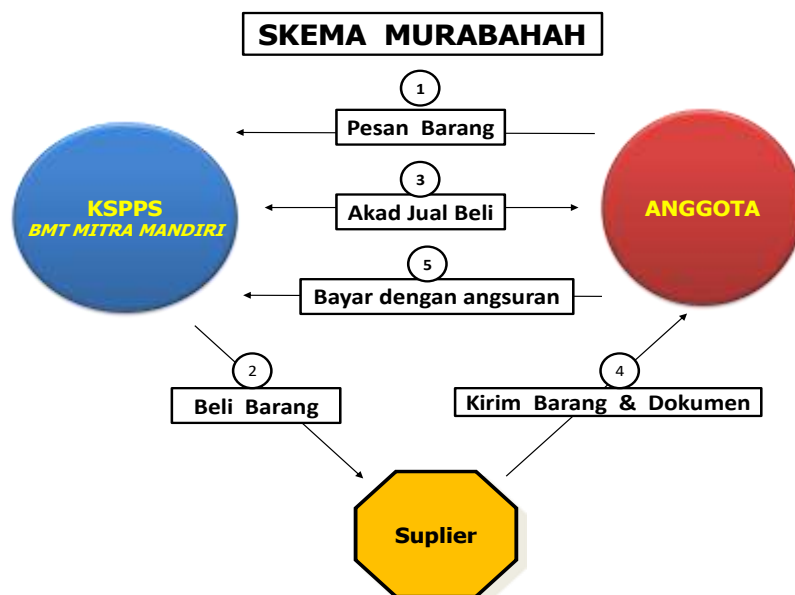 SKEMA MURABAHAH
1
Pesan Barang
KSPPS
BMT MITRA MANDIRI
3
Akad Jual Beli
ANGGOTA
5
Bayar dengan angsuran
2
Beli Barang
4
Kirim Barang & Dokumen
Suplier